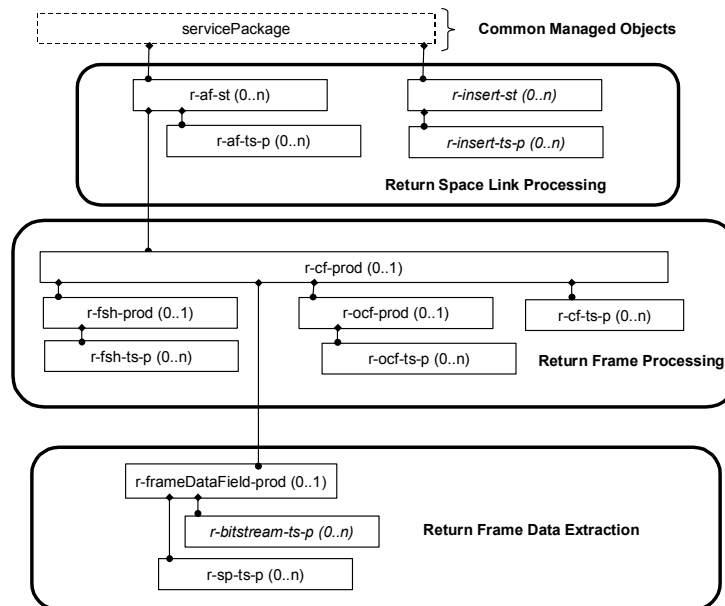 servicePackage
Common Managed Objects
r-af-st (0..n)
r-insert-st (0..n)
r-af-ts-p (0..n)
r-insert-ts-p (0..n)
Return Space Link Processing
r-cf-prod (0..1)
r-fsh-prod (0..1)
r-ocf-prod (0..1)
r-cf-ts-p (0..n)
r-fsh-ts-p (0..n)
r-ocf-ts-p (0..n)
Return Frame Processing
r-frameDataField-prod (0..1)
r-bitstream-ts-p (0..n)
Return Frame Data Extraction
r-sp-ts-p (0..n)